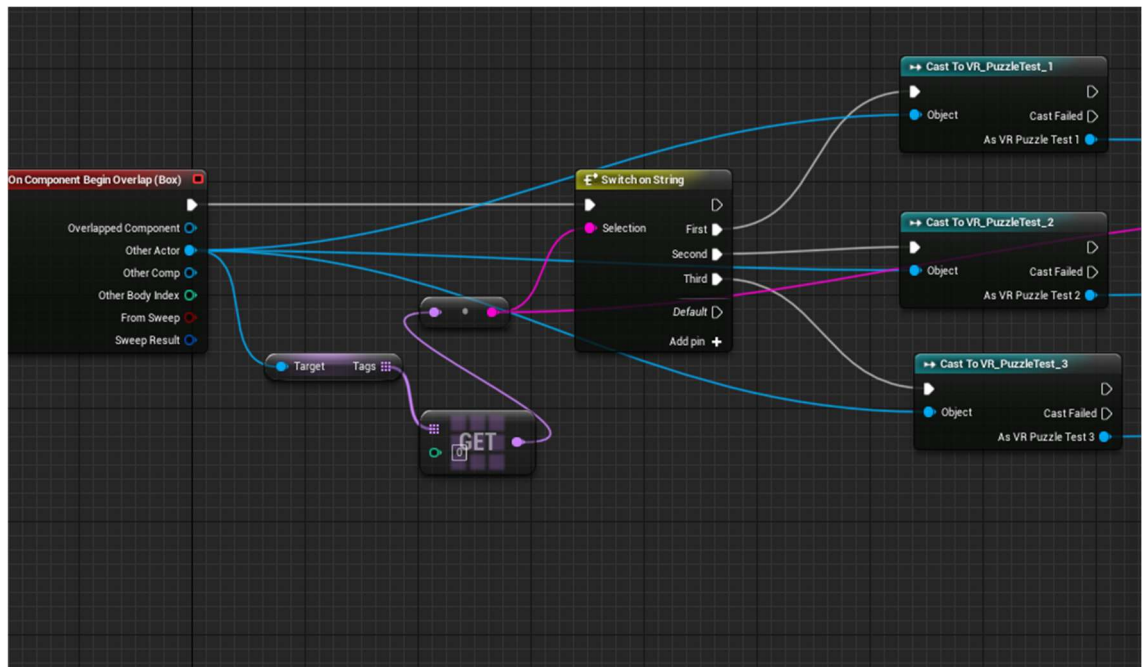 On Component Begin Overlap (Box)
Overlapped Component
Other Actor
Other Comp
Other Body Index
From Sweep
Sweep Result
Target Tags
GET
0
Switch on String
Selection
First
Second
Third
Default
Add pin
Cast To VR_PuzzleTest_1
Object Cast Failed
As VR Puzzle Test 1
Cast To VR_PuzzleTest_2
Object Cast Failed
As VR Puzzle Test 2
Cast To VR_PuzzleTest_3
Object Cast Failed
As VR Puzzle Test 3